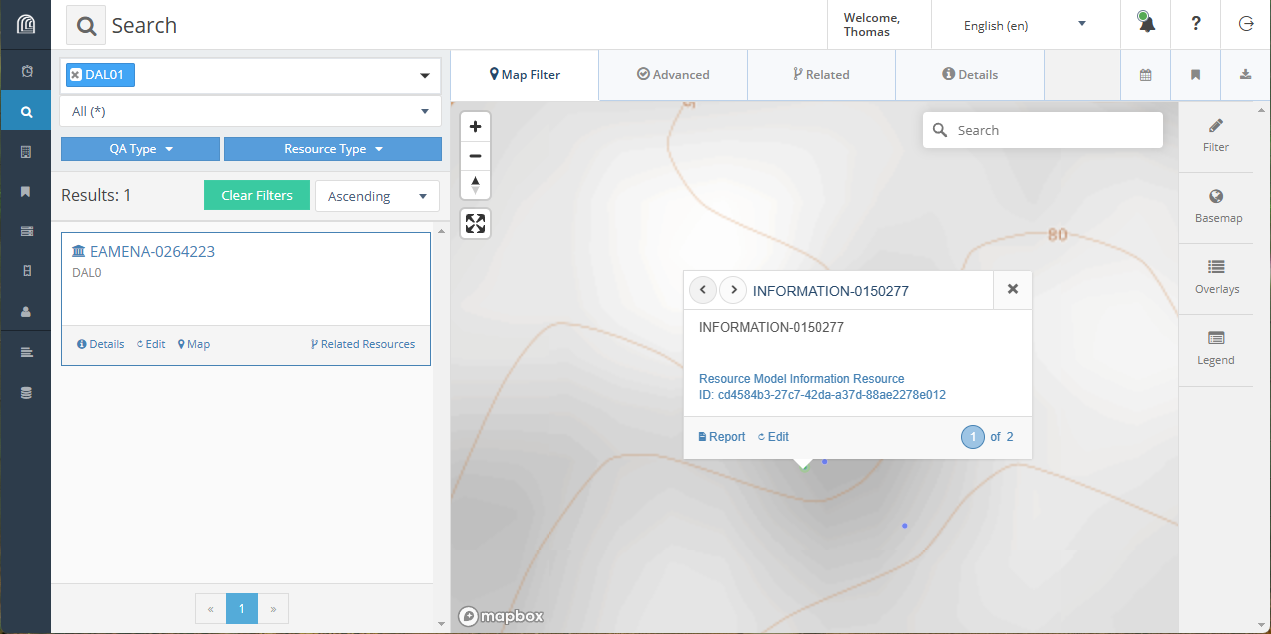 Search
Welcome,
Thomas
English (en)
?
DAL01
All (*)
QA Type
Resource Type
Results: 1
Clear Filters
Ascending
EAMENA-0264223
DAL0
Details
Edit
Map
Related Resources
«
1
»
Map Filter
Advanced
Related
Details
Search
80
INFORMATION-0150277
INFORMATION-0150277
Resource Model Information Resource
ID: cd4584b3-27c7-42da-a37d-88ae2278e012
Report
Edit
1 of 2
mapbox
Filter
Basemap
Overlays
Legend